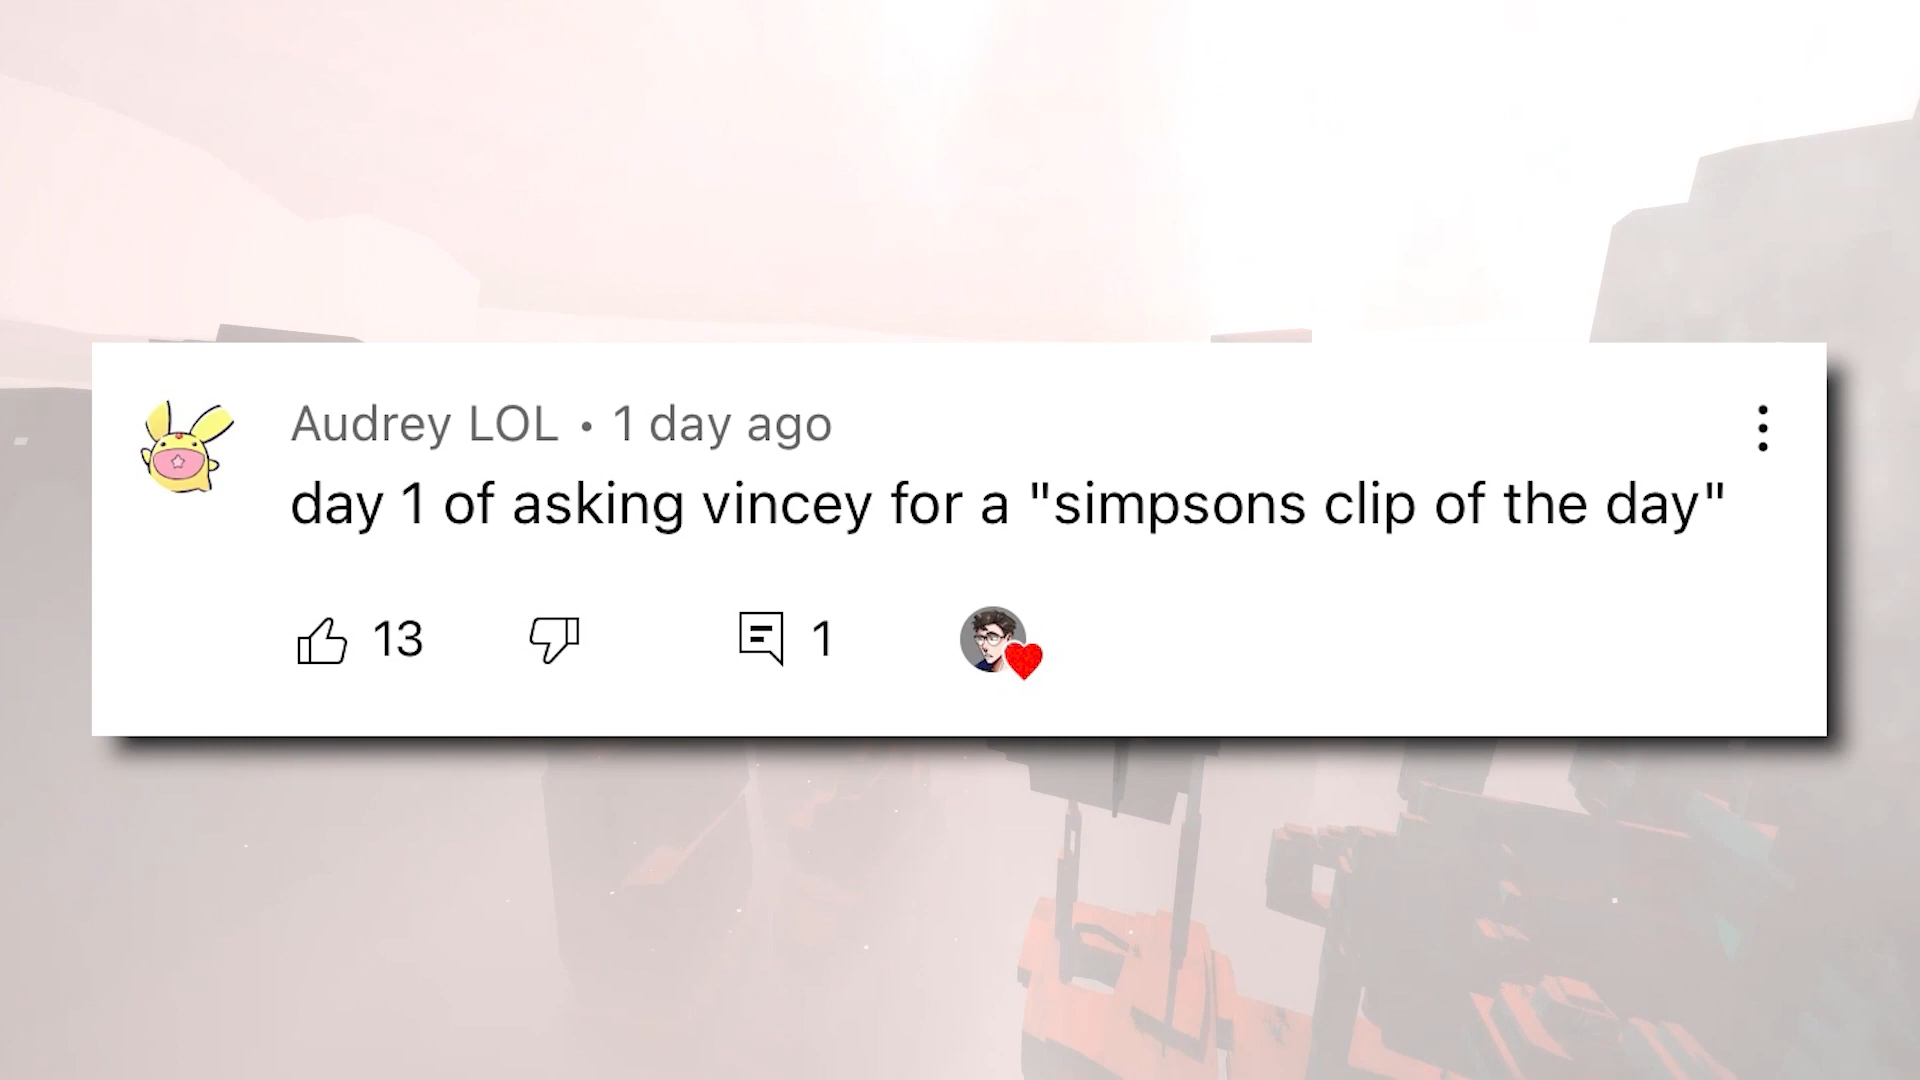 Audrey LOL • 1 day ago
day 1 of asking vincey for a "simpsons clip of the day"
13 1